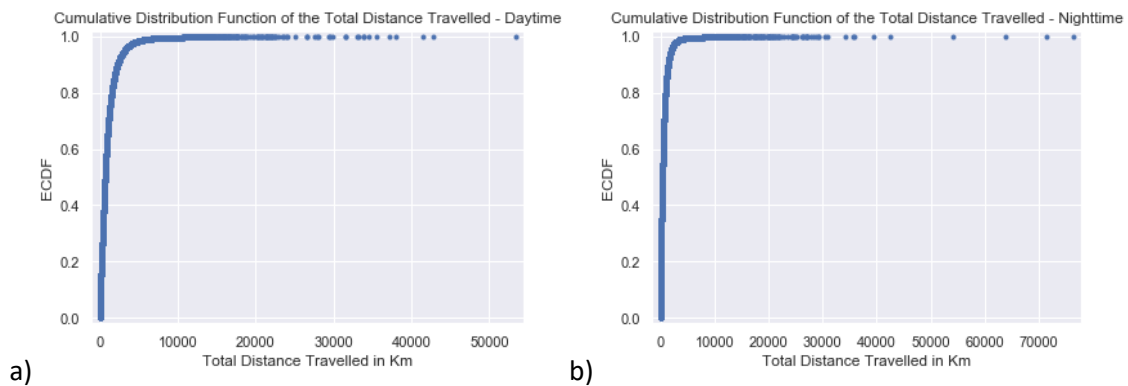 Cumulative Distribution Function of the Total Distance Travelled - Daytime
1.0
0.8
0.6
0.4
0.2
0.0
ECDF
0 10000 20000 30000 40000 50000
Total Distance Travelled in Km
a)
Cumulative Distribution Function of the Total Distance Travelled - Nighttime
1.0
0.8
0.6
0.4
0.2
0.0
ECDF
0 10000 20000 30000 40000 50000 60000 70000
Total Distance Travelled in Km
b)